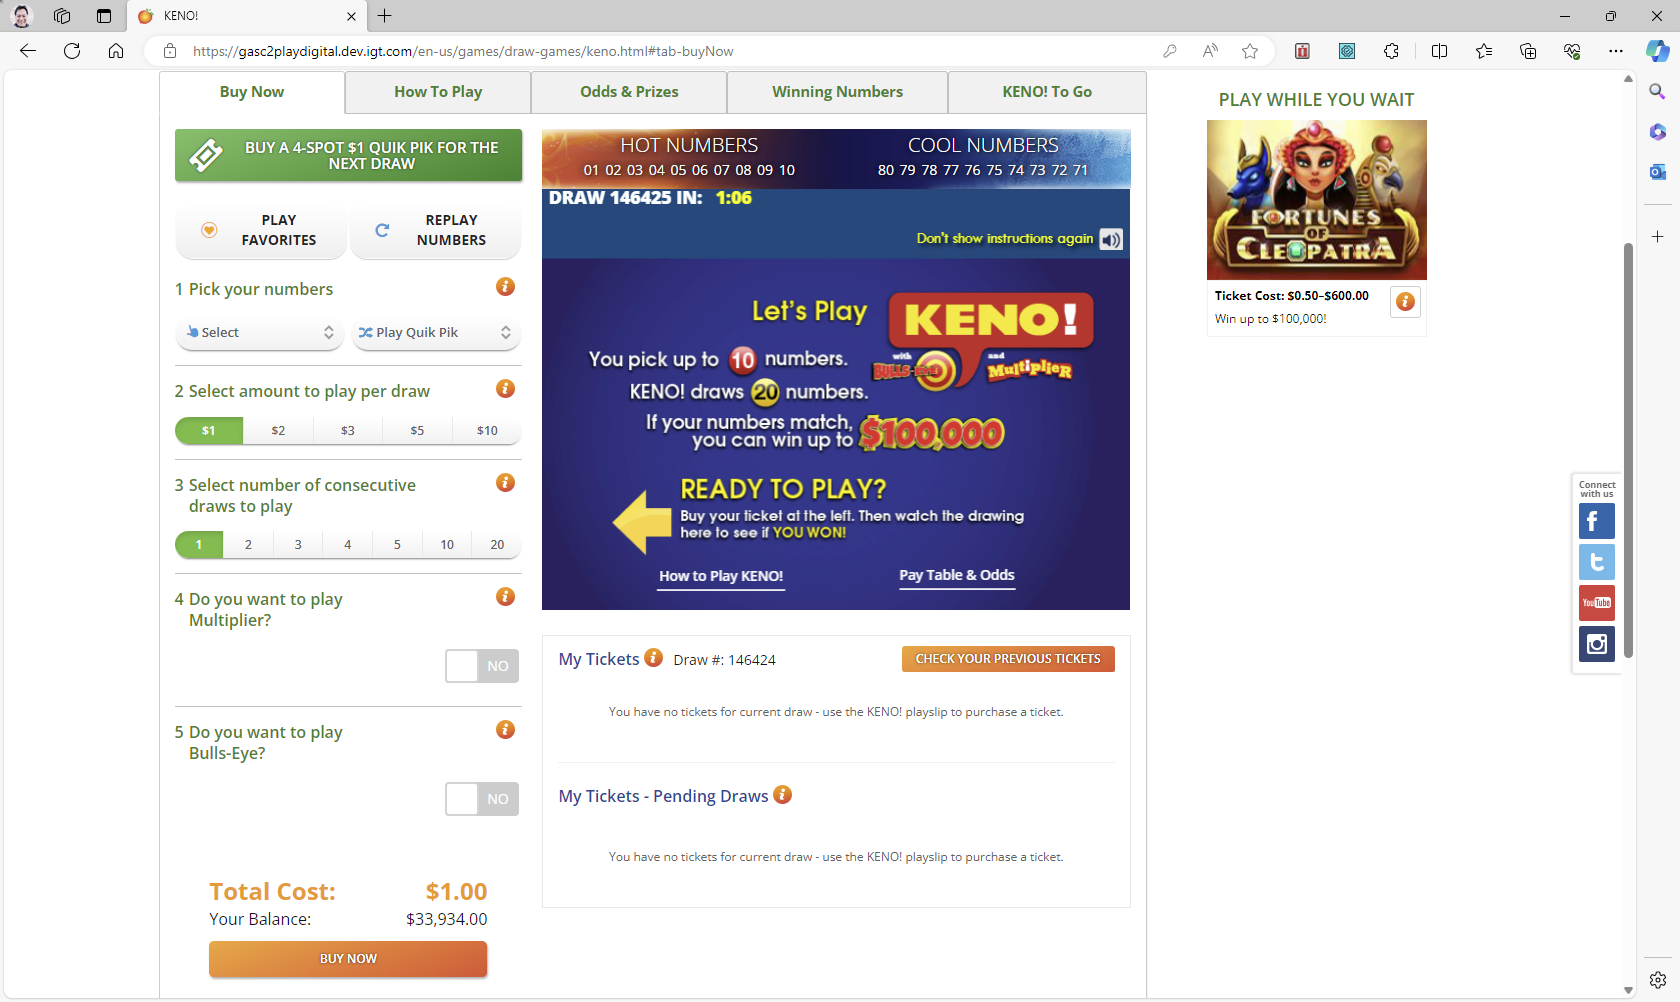 KENO!
https://gasc2playdigital.dev.igt.com/en-us/games/draw-games/keno.html#tab-buyNow
Buy Now
How To Play
Odds & Prizes
Winning Numbers
KENO! To Go
BUY A 4-SPOT $1 QUIK PIK FOR THE
NEXT DRAW
PLAY
FAVORITES
REPLAY
NUMBERS
1 Pick your numbers
Select
Play Quik Pik
2 Select amount to play per draw
$1
$2
$3
$5
$10
3 Select number of consecutive
draws to play
1
2
3
4
5
10
20
4 Do you want to play
Multiplier?
NO
5 Do you want to play
Bulls-Eye?
NO
Total Cost: $1.00
Your Balance: $33,934.00
BUY NOW
HOT NUMBERS
01 02 03 04 05 06 07 08 09 10
COOL NUMBERS
80 79 78 77 76 75 74 73 72 71
DRAW 146425 IN: 1:06
Don't show instructions again
Let's Play KENO!
with BULLS-EYE and Multiplier
You pick up to 10 numbers.
KENO! draws 20 numbers.
If your numbers match,
you can win up to $100,000
READY TO PLAY?
Buy your ticket at the left. Then watch the drawing
here to see if YOU WON!
How to Play KENO!
Pay Table & Odds
My Tickets Draw #: 146424
CHECK YOUR PREVIOUS TICKETS
You have no tickets for current draw - use the KENO! playslip to purchase a ticket.
My Tickets - Pending Draws
You have no tickets for current draw - use the KENO! playslip to purchase a ticket.
PLAY WHILE YOU WAIT
FORTUNES
OF
CLEOPATRA
Ticket Cost: $0.50–$600.00
Win up to $100,000!
Connect
with us
YouTube